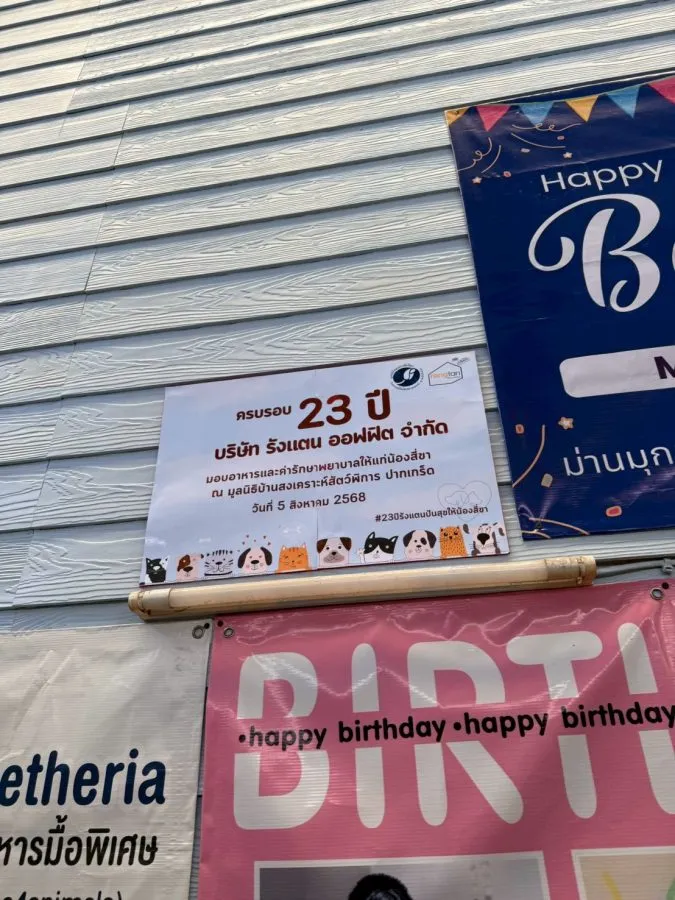 Happy
ครบรอบ 23 ปี
บริษัท รังแตน ออฟฟิต จำกัด
มอบอาหารและค่ารักษาพยาบาลให้แก่น้องสี่ขา
ณ มูลนิธิบ้านสงเคราะห์สัตว์พิการ ปากเกร็ด
วันที่ 5 สิงหาคม 2568
#23ปีรังแตนปันสุขให้น้องสี่ขา
rangtan
ม่านมุก
BIRT
•happy birthday •happy birthday
etheria
หารมื้อพิเศษ